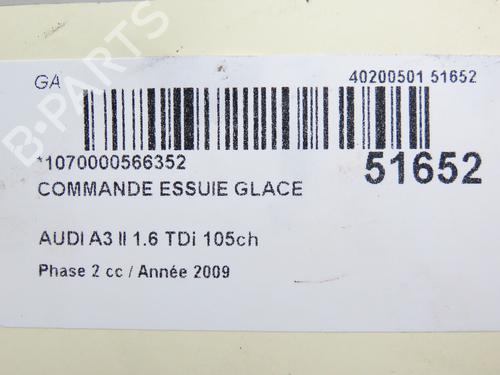 GA
40200501 51652
*1070000566352
51652
COMMANDE ESSUIE GLACE
AUDI A3 II 1.6 TDi 105ch
Phase 2 cc / Année 2009
B-PARTS